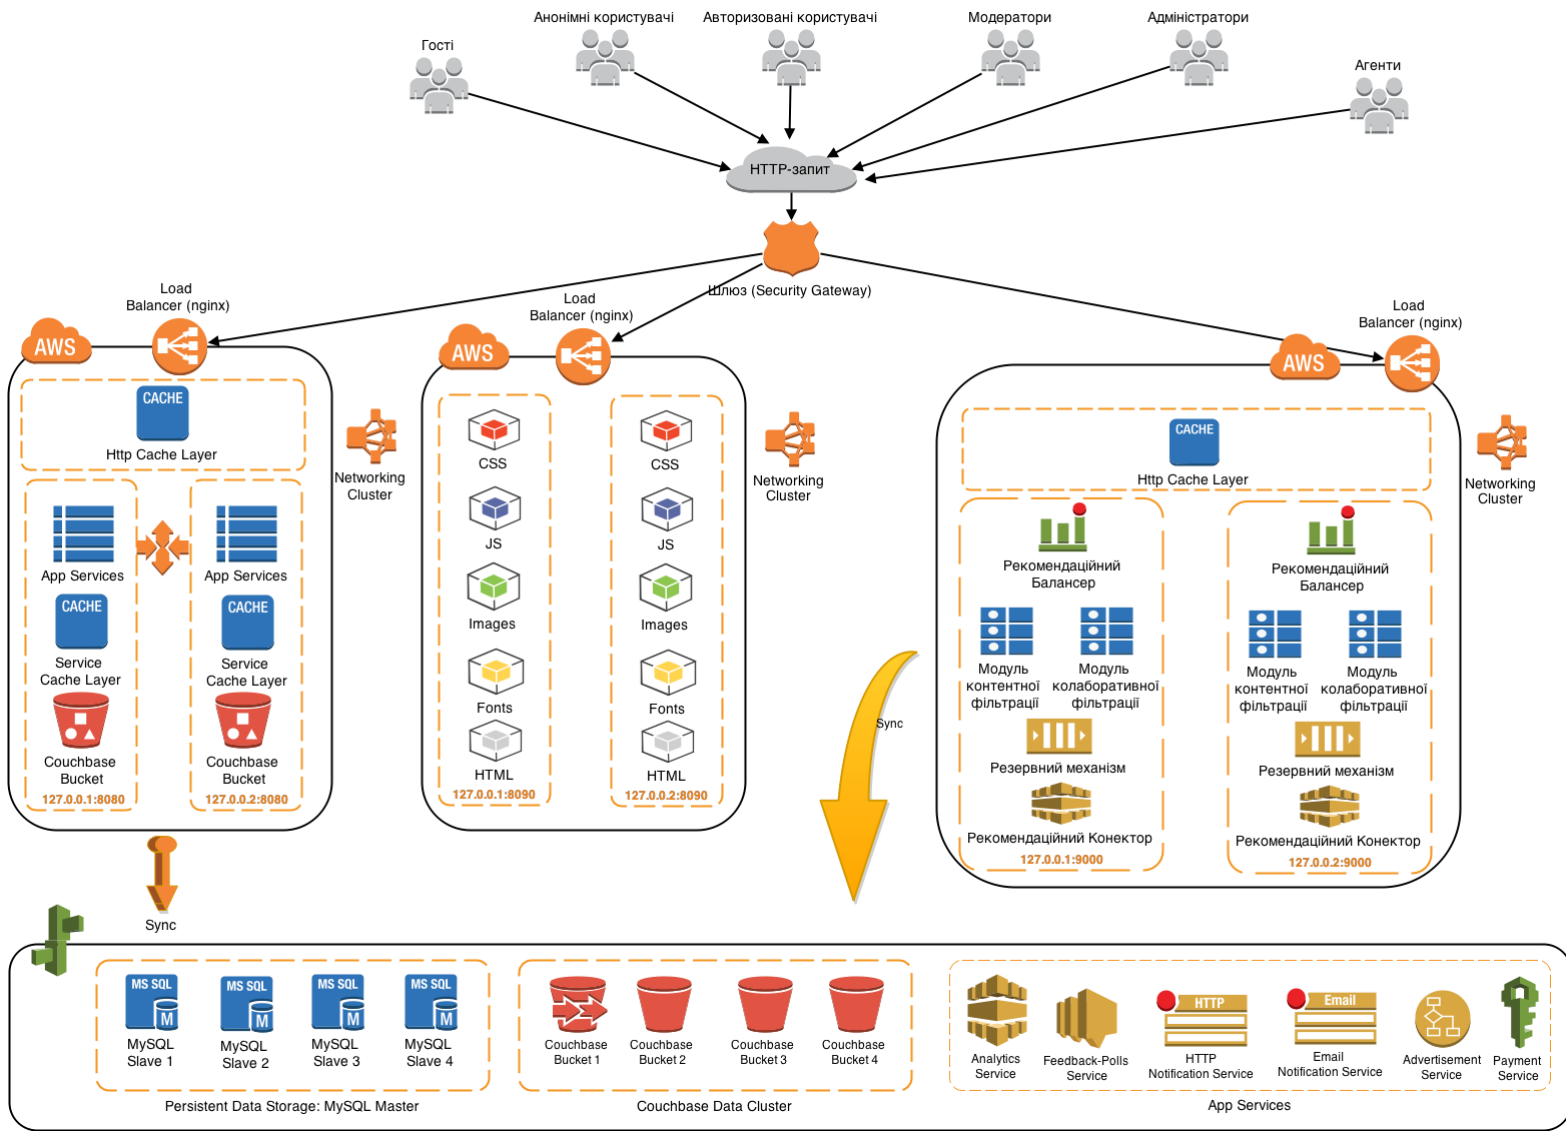 Анонімні користувачі
Авторизовані користувачі
Модератори
Адміністратори
Гості
Агенти
HTTP-запит
Шлюз (Security Gateway)
Load
Balancer (nginx)
AWS
CACHE
Http Cache Layer
App Services
App Services
CACHE
CACHE
Service
Cache Layer
Service
Cache Layer
Couchbase
Bucket
Couchbase
Bucket
127.0.0.1:8080
127.0.0.2:8080
Networking
Cluster
Sync
Load
Balancer (nginx)
AWS
CSS
CSS
JS
JS
Images
Images
Fonts
Fonts
HTML
HTML
127.0.0.1:8090
127.0.0.2:8090
Networking
Cluster
Sync
Load
Balancer (nginx)
AWS
CACHE
Http Cache Layer
Networking
Cluster
Рекомендаційний
Балансер
Модуль
контентної
фільтрації
Модуль
колаборативної
фільтрації
Резервний механізм
Рекомендаційний Конектор
127.0.0.1:9000
Рекомендаційний
Балансер
Модуль
контентної
фільтрації
Модуль
колаборативної
фільтрації
Резервний механізм
Рекомендаційний Конектор
127.0.0.2:9000
MS SQL
M
MySQL
Slave 1
MS SQL
M
MySQL
Slave 2
MS SQL
M
MySQL
Slave 3
MS SQL
M
MySQL
Slave 4
Persistent Data Storage: MySQL Master
Couchbase
Bucket 1
Couchbase
Bucket 2
Couchbase
Bucket 3
Couchbase
Bucket 4
Couchbase Data Cluster
Analytics
Service
Feedback-Polls
Service
HTTP
HTTP
Notification Service
Email
Email
Notification Service
Advertisement
Service
Payment
Service
App Services